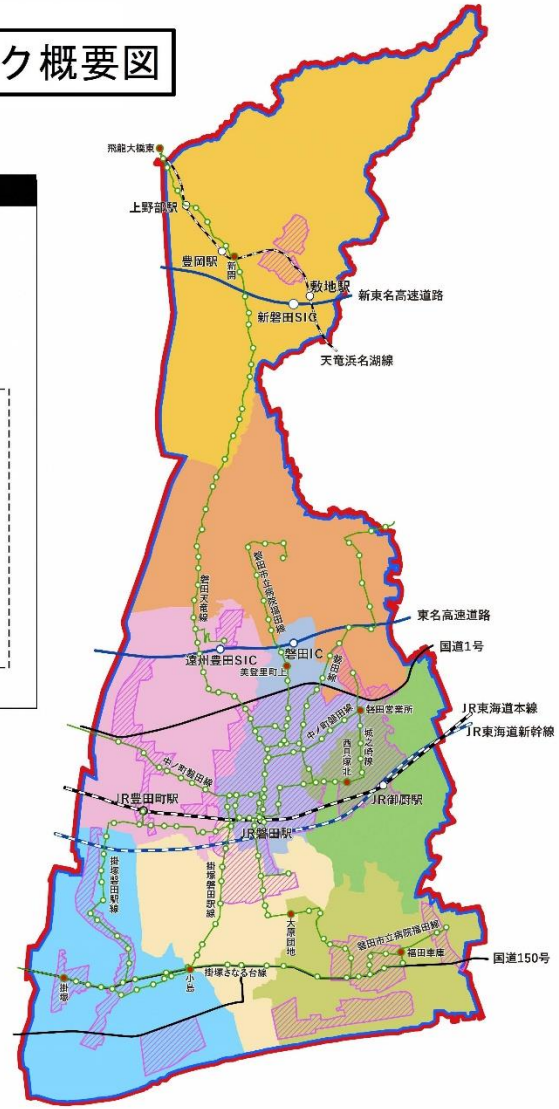 ク概要図
飛龍大橋東
上野部駅
豊岡駅
新開
敷地駅
新東名高速道路
新磐田SIC
天竜浜名湖線
磐田天竜線
磐田市立病院福田線
東名高速道路
遠州豊田SIC
磐田IC
国道1号
美登里町上
磐田線
中ノ町磐田線
磐田営業所
JR東海道本線
城之崎線
JR東海道新幹線
中ノ町磐田線
西貝塚北
JR豊田町駅
JR御厨駅
JR磐田駅
掛塚磐田駅線
掛塚磐田駅線
大原団地
磐田市立病院福田線
福田車庫
国道150号
掛塚
小島
掛塚さなる台線